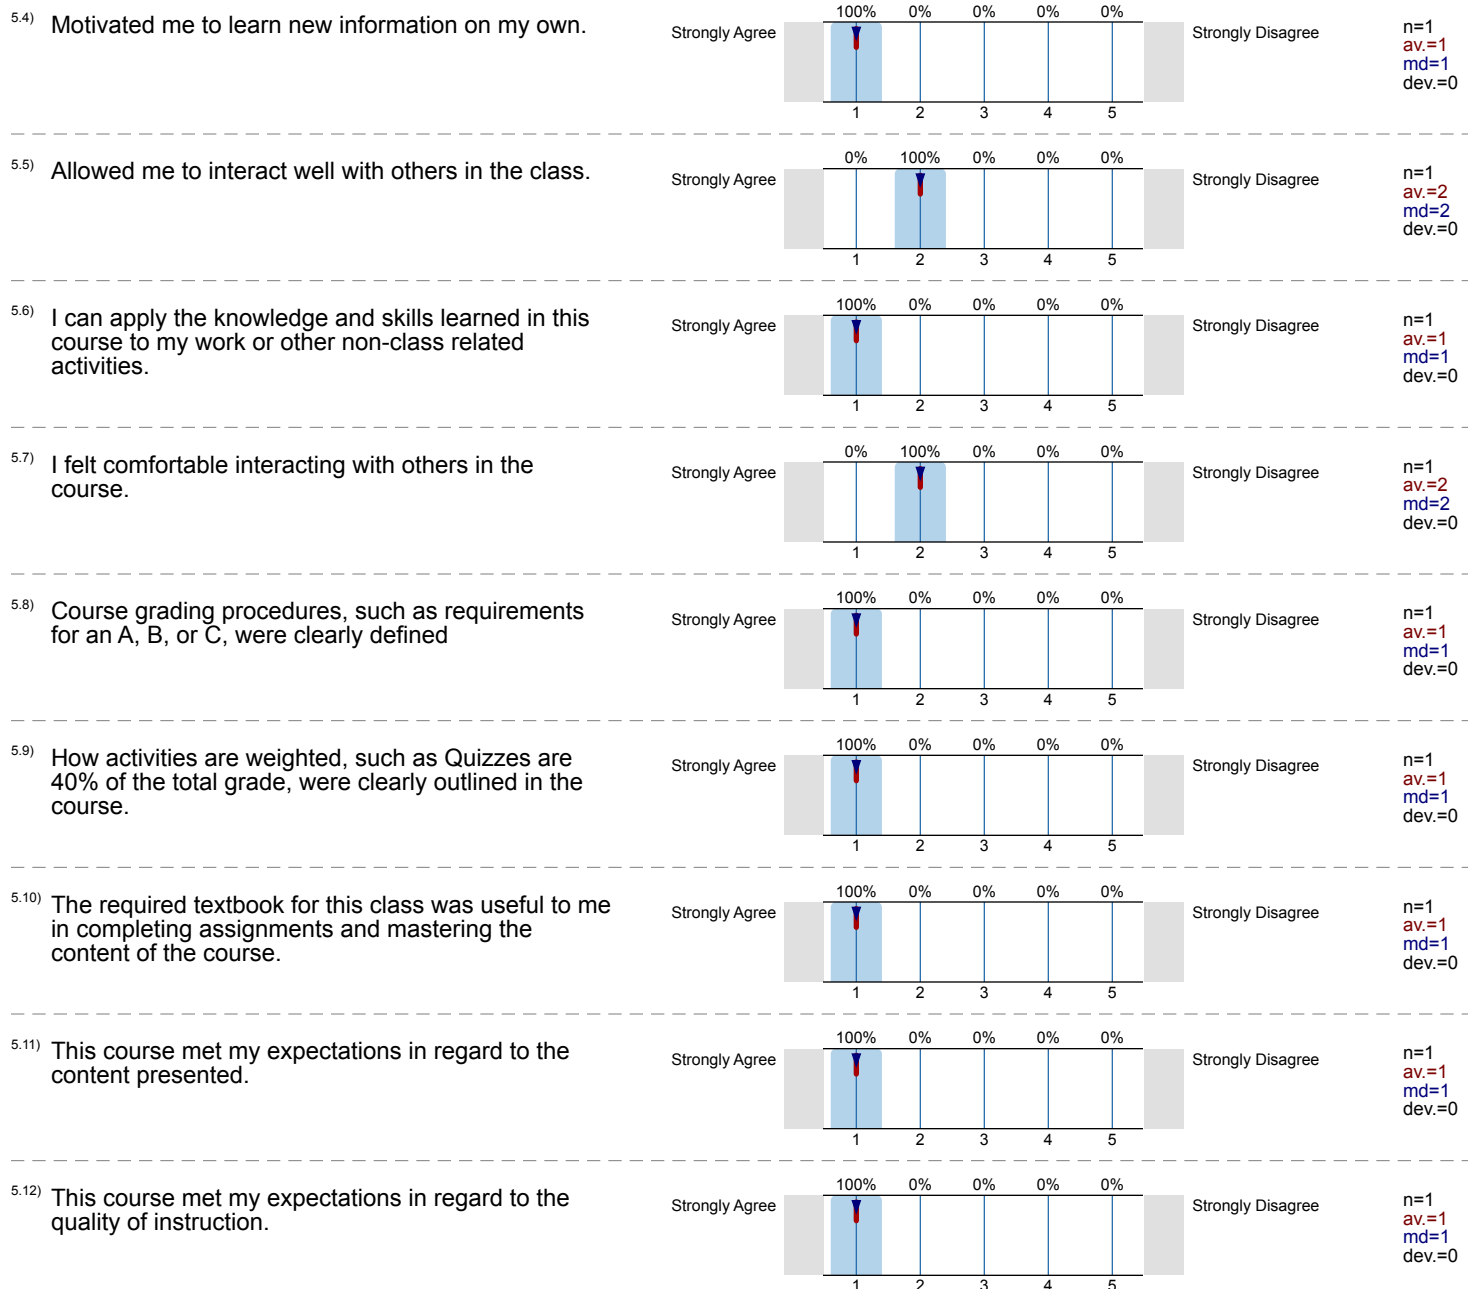 5.4) Motivated me to learn new information on my own.
Strongly Agree
100% 0% 0% 0% 0%
1 2 3 4 5
Strongly Disagree
n=1
av.=1
md=1
dev.=0
5.5) Allowed me to interact well with others in the class.
Strongly Agree
0% 100% 0% 0% 0%
1 2 3 4 5
Strongly Disagree
n=1
av.=2
md=2
dev.=0
5.6) I can apply the knowledge and skills learned in this
course to my work or other non-class related
activities.
Strongly Agree
100% 0% 0% 0% 0%
1 2 3 4 5
Strongly Disagree
n=1
av.=1
md=1
dev.=0
5.7) I felt comfortable interacting with others in the
course.
Strongly Agree
0% 100% 0% 0% 0%
1 2 3 4 5
Strongly Disagree
n=1
av.=2
md=2
dev.=0
5.8) Course grading procedures, such as requirements
for an A, B, or C, were clearly defined
Strongly Agree
100% 0% 0% 0% 0%
1 2 3 4 5
Strongly Disagree
n=1
av.=1
md=1
dev.=0
5.9) How activities are weighted, such as Quizzes are
40% of the total grade, were clearly outlined in the
course.
Strongly Agree
100% 0% 0% 0% 0%
1 2 3 4 5
Strongly Disagree
n=1
av.=1
md=1
dev.=0
5.10) The required textbook for this class was useful to me
in completing assignments and mastering the
content of the course.
Strongly Agree
100% 0% 0% 0% 0%
1 2 3 4 5
Strongly Disagree
n=1
av.=1
md=1
dev.=0
5.11) This course met my expectations in regard to the
content presented.
Strongly Agree
100% 0% 0% 0% 0%
1 2 3 4 5
Strongly Disagree
n=1
av.=1
md=1
dev.=0
5.12) This course met my expectations in regard to the
quality of instruction.
Strongly Agree
100% 0% 0% 0% 0%
1 2 3 4 5
Strongly Disagree
n=1
av.=1
md=1
dev.=0